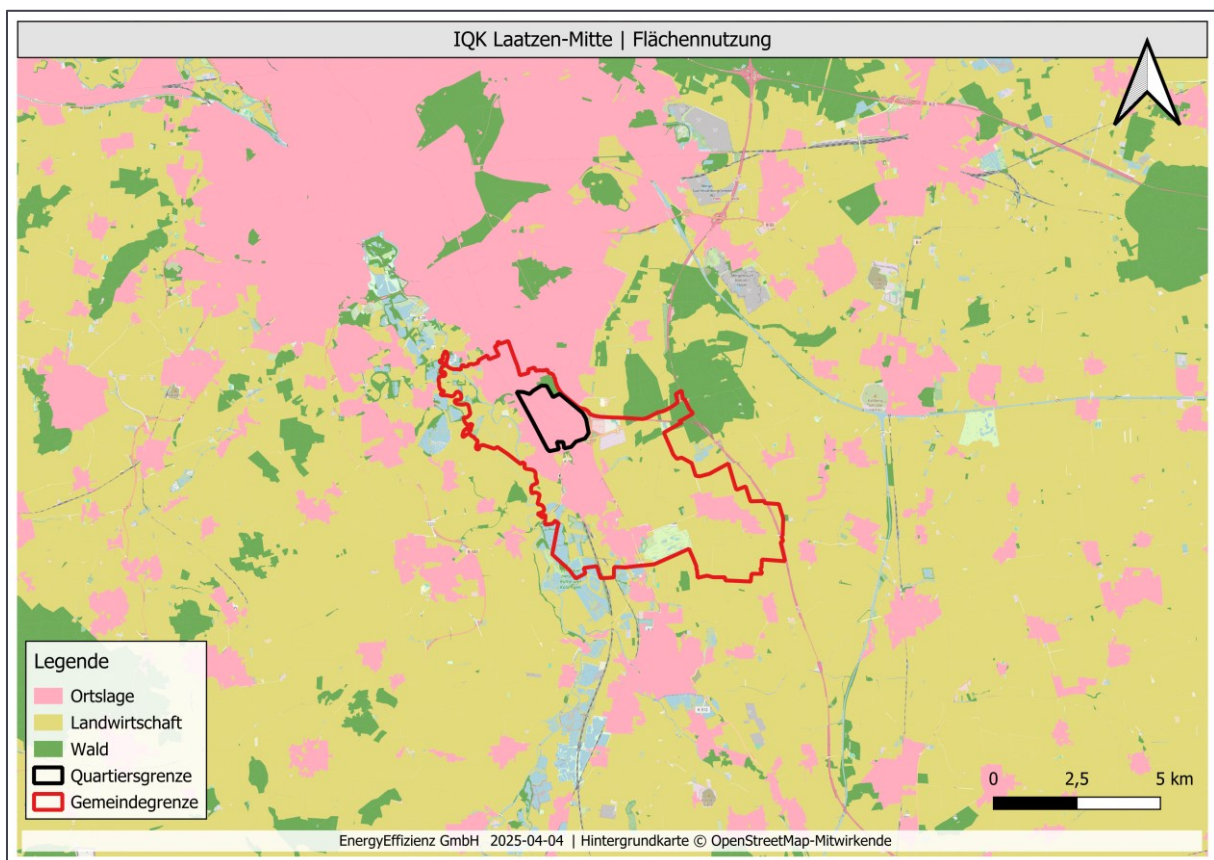 IQK Laatzen-Mitte | Flächennutzung
Legende
Ortslage
Landwirtschaft
Wald
Quartiersgrenze
Gemeindegrenze
0 2,5 5 km
EnergyEffizienz GmbH 2025-04-04 | Hintergrundkarte © OpenStreetMap-Mitwirkende